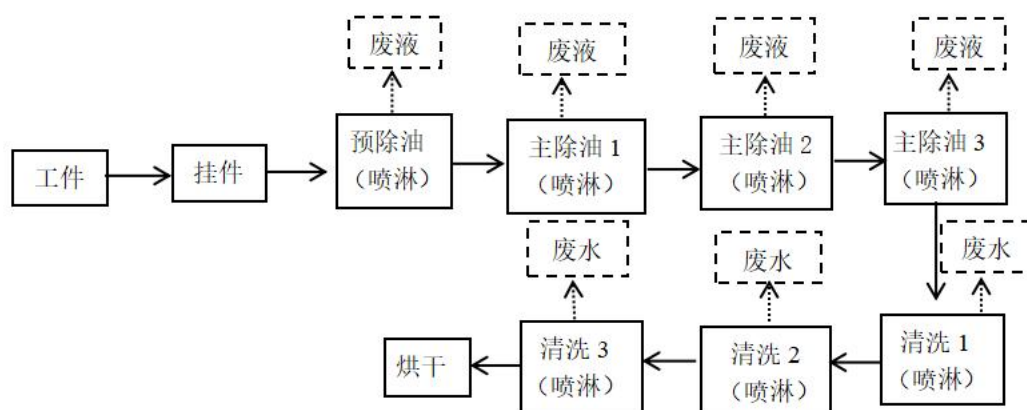 废液
废液
废液
废液
工件
挂件
预除油
（喷淋）
主除油 1
（喷淋）
主除油 2
（喷淋）
主除油 3
（喷淋）
废水
废水
废水
烘干
清洗 3
（喷淋）
清洗 2
（喷淋）
清洗 1
（喷淋）